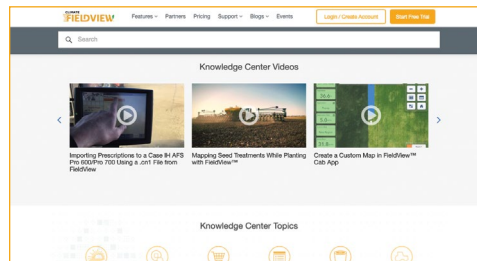 CLIMATE
FIELDVIEW
Features Partners Pricing Support Blogs Events
Login / Create Account
Start Free Trial
Search
Knowledge Center Videos
Importing Prescriptions to a Case IH AFS
Pro 600/Pro 700 Using a .cn1 File from
FieldView
Mapping Seed Treatments While Planting
with FieldView™
Create a Custom Map in FieldView™
Cab App
Knowledge Center Topics